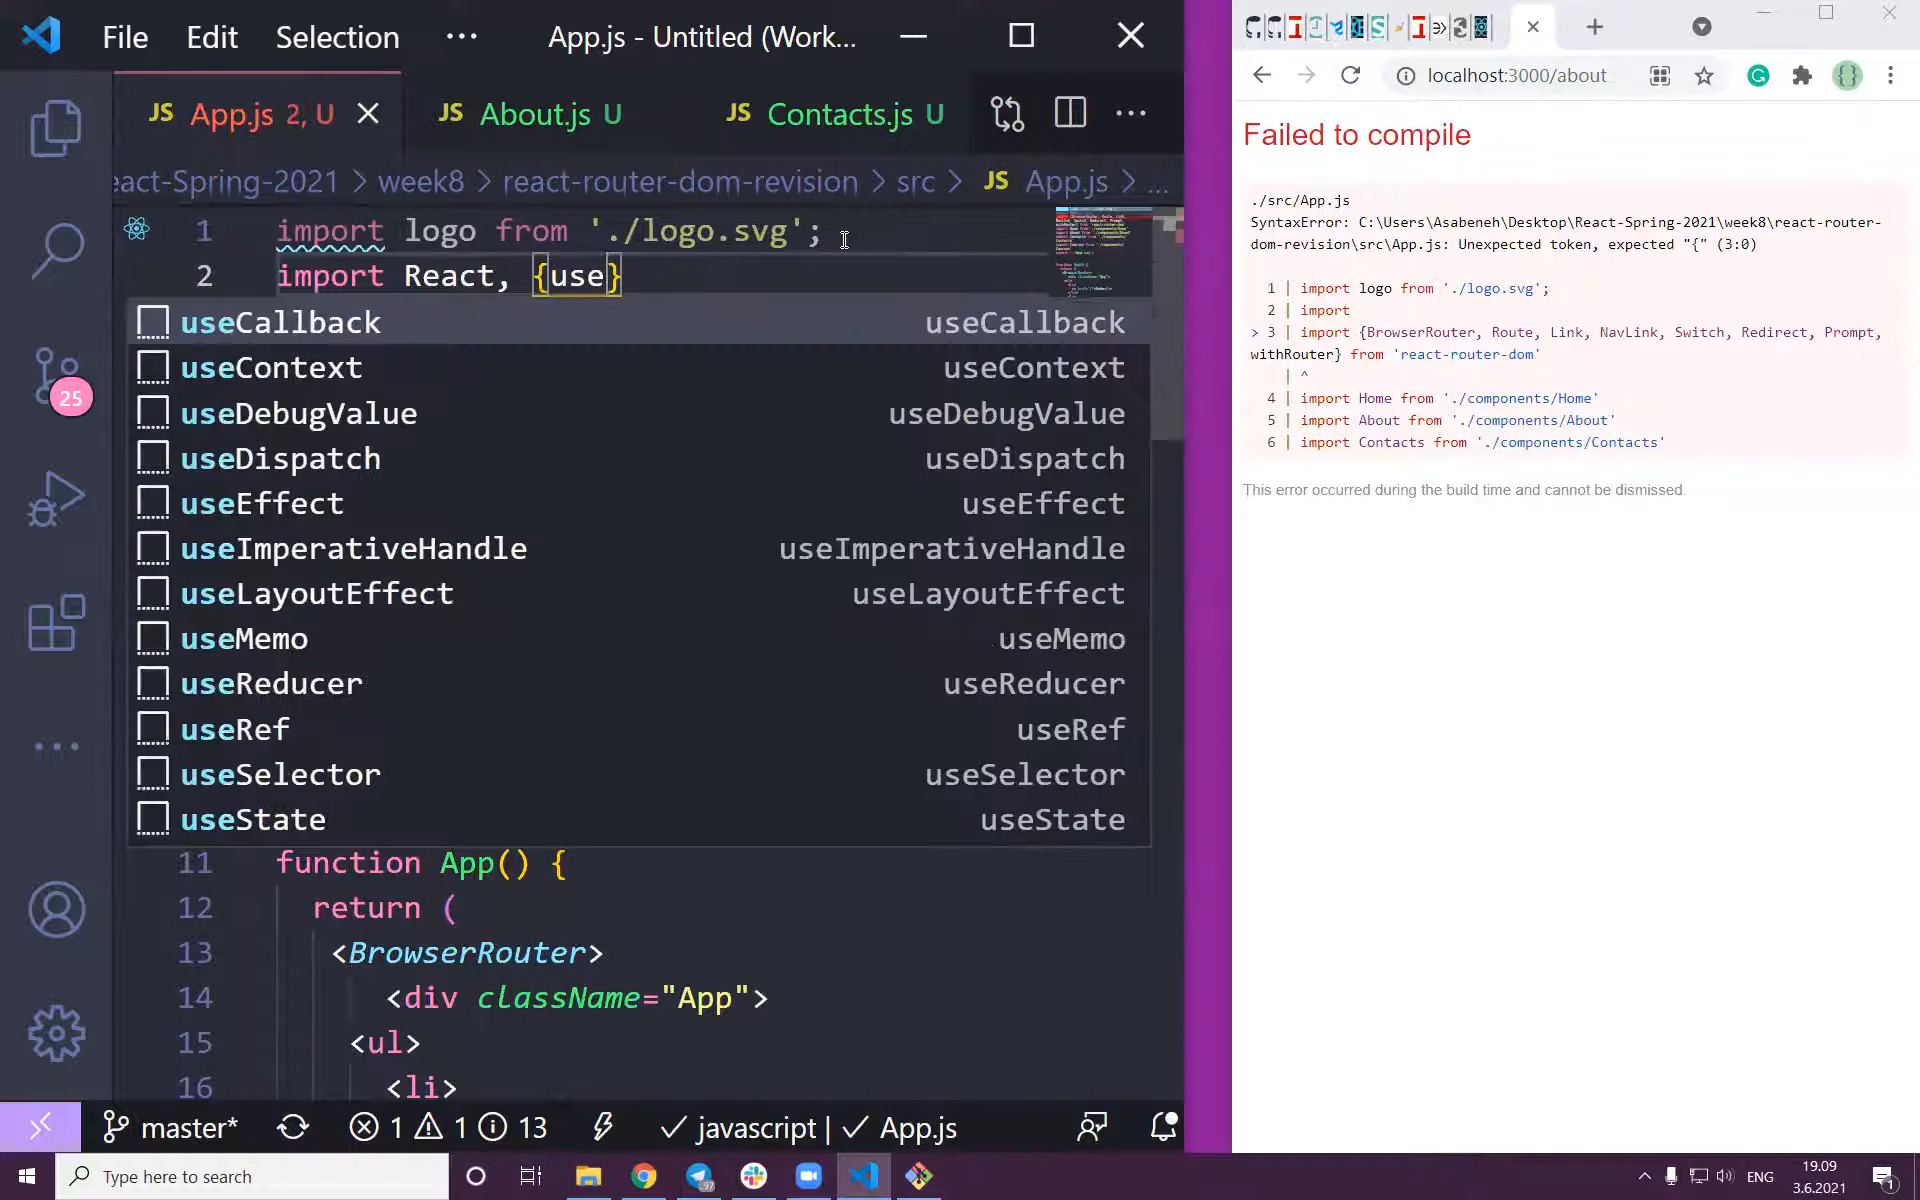 File Edit Selection ··· App.js - Untitled (Work...
JS App.js 2, U JS About.js U JS Contacts.js U ···
eact-Spring-2021 > week8 > react-router-dom-revision > src > JS App.js > ...
1 import logo from './logo.svg';
2 import React, {use}
useCallback useCallback
useContext useContext
useDebugValue useDebugValue
useDispatch useDispatch
useEffect useEffect
useImperativeHandle useImperativeHandle
useLayoutEffect useLayoutEffect
useMemo useMemo
useReducer useReducer
useRef useRef
useSelector useSelector
useState useState
11 function App() {
12 return (
13 <BrowserRouter>
14 <div className="App">
15 <ul>
16 <li>
25
master* 1 1 13 javascript | App.js
localhost:3000/about
Failed to compile
./src/App.js
SyntaxError: C:\Users\Asabeneh\Desktop\React-Spring-2021\week8\react-router-
dom-revision\src\App.js: Unexpected token, expected "{" (3:0)
1 | import logo from './logo.svg';
2 | import
> 3 | import {BrowserRouter, Route, Link, NavLink, Switch, Redirect, Prompt,
withRouter} from 'react-router-dom'
| ^
4 | import Home from './components/Home'
5 | import About from './components/About'
6 | import Contacts from './components/Contacts'
This error occurred during the build time and cannot be dismissed.
Type here to search
97
ENG
19.09
3.6.2021
1